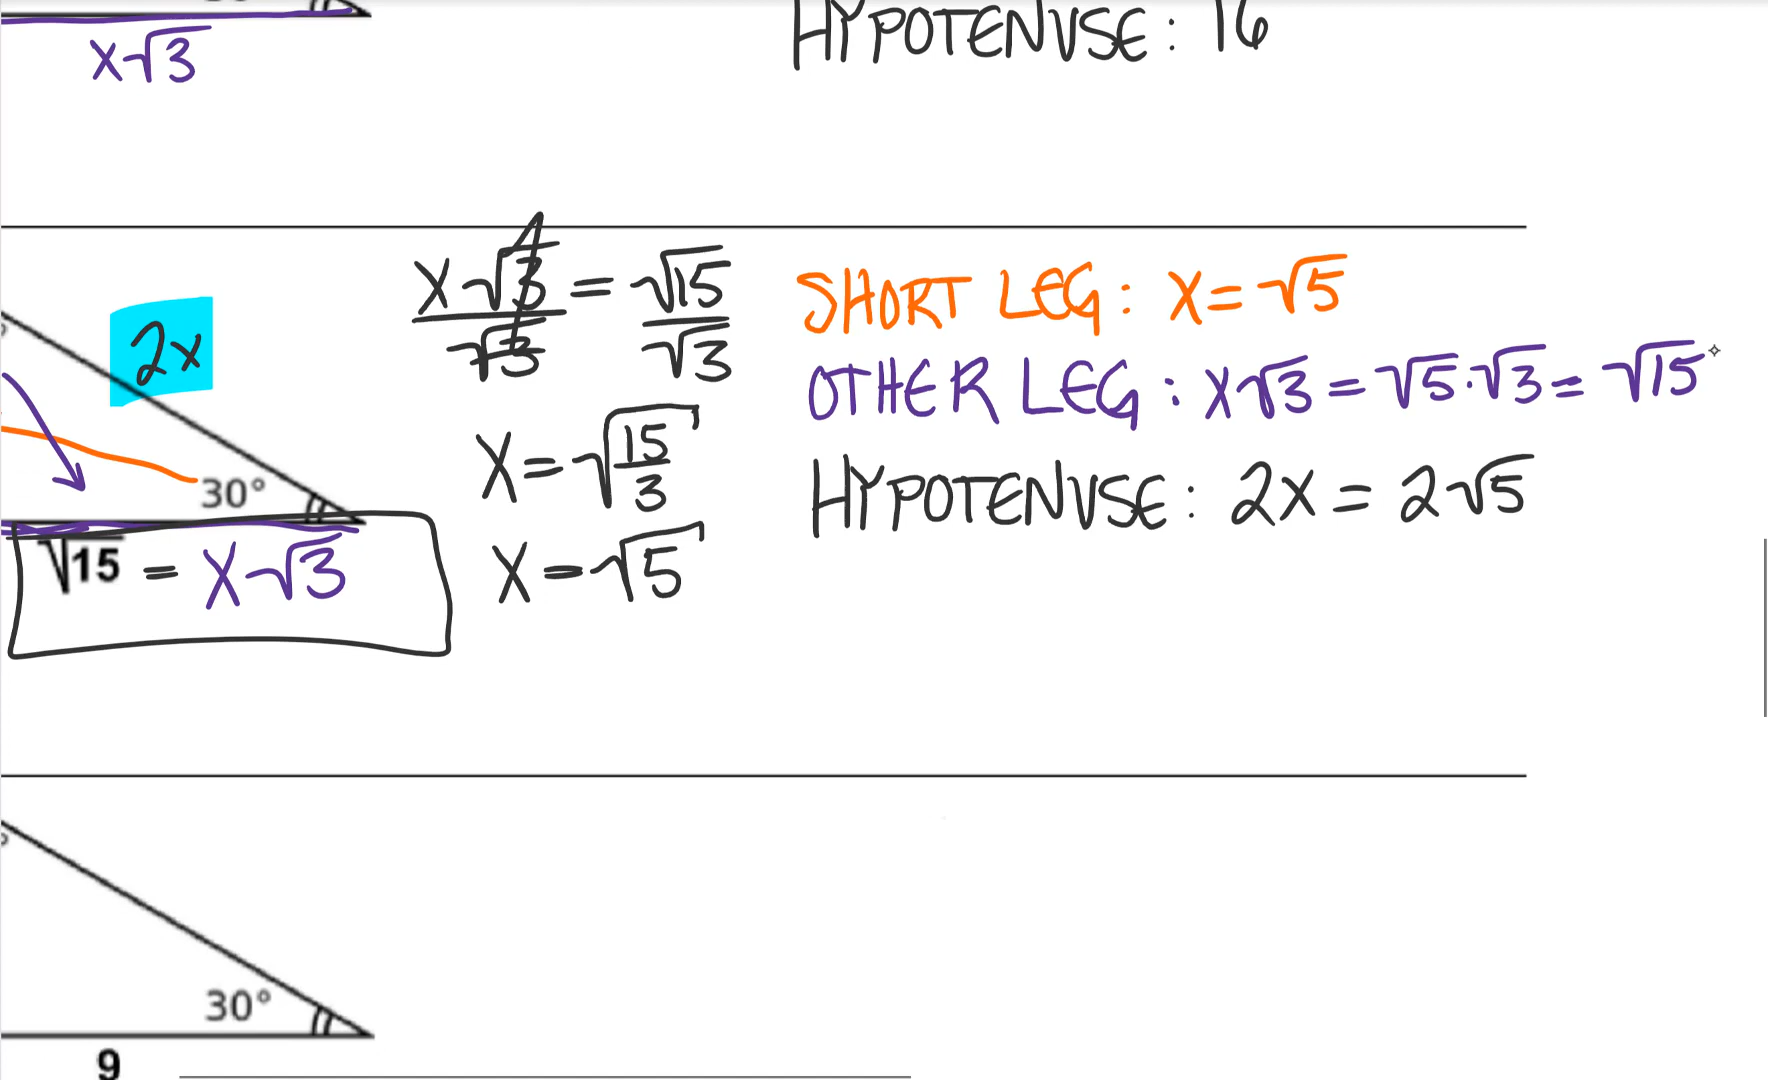 x√3
HYPOTENUSE: 16
2x
30°
√15 = x√3
x√3/√3 = √15/√3
x = √(15/3)
x = √5
SHORT LEG: x = √5
OTHER LEG: x√3 = √5·√3 = √15
HYPOTENUSE: 2x = 2√5
30°
9